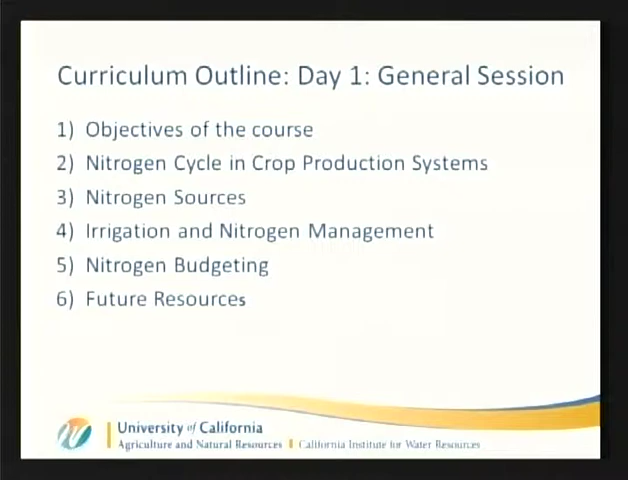 Curriculum Outline: Day 1: General Session
1) Objectives of the course
2) Nitrogen Cycle in Crop Production Systems
3) Nitrogen Sources
4) Irrigation and Nitrogen Management
5) Nitrogen Budgeting
6) Future Resources
University of California
Agriculture and Natural Resources | California Institute for Water Resources